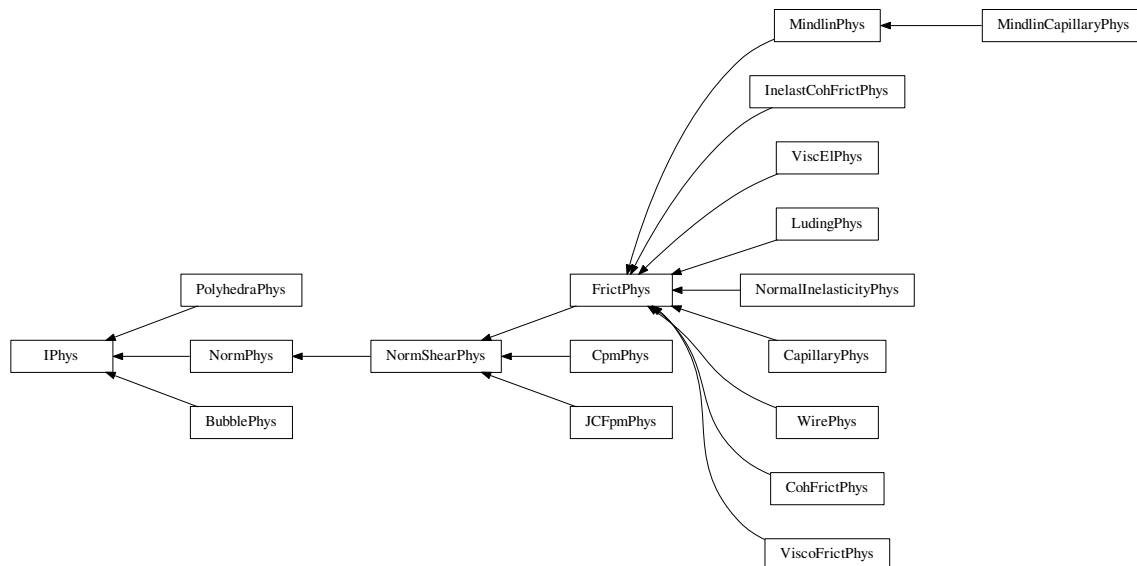 MindlinPhys
MindlinCapillaryPhys
InelastCohFrictPhys
ViscElPhys
LudingPhys
PolyhedraPhys
FrictPhys
NormalInelasticityPhys
IPhys
NormPhys
NormShearPhys
CpmPhys
CapillaryPhys
BubblePhys
JCFpmPhys
WirePhys
CohFrictPhys
ViscoFrictPhys